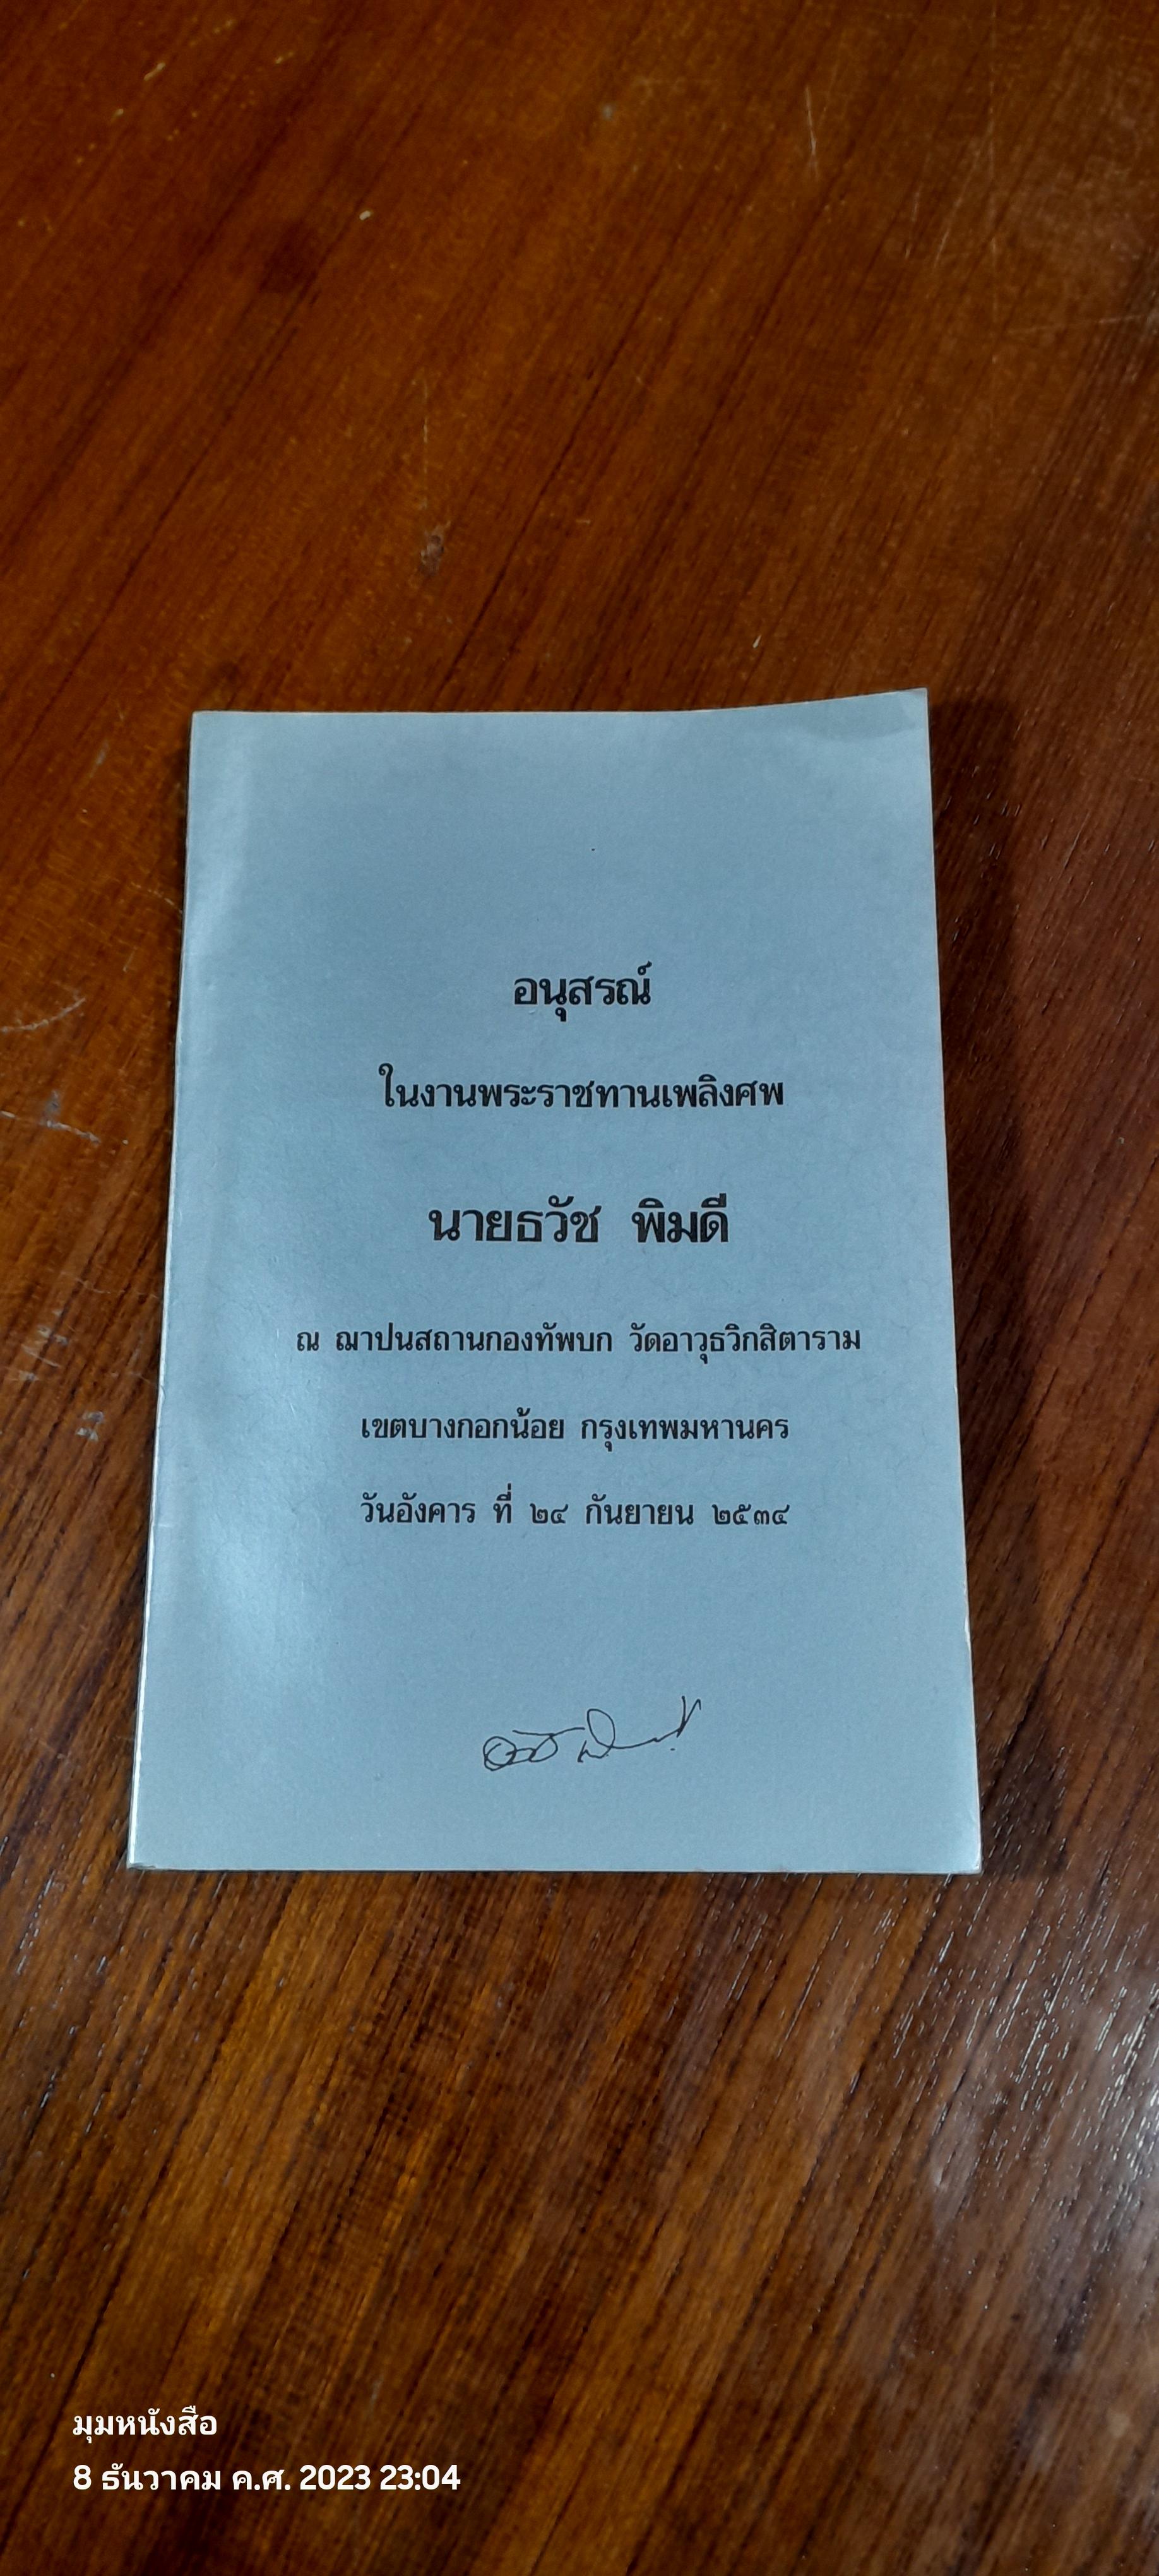 อนุสรณ์
ในงานพระราชทานเพลิงศพ
นายธวัช พิมดี
ณ ฌาปนสถานกองทัพบก วัดอาวุธวิกสิตาราม
เขตบางกอกน้อย กรุงเทพมหานคร
วันอังคาร ที่ ๒๔ กันยายน ๒๕๓๔
มุมหนังสือ
8 ธันวาคม ค.ศ. 2023 23:04